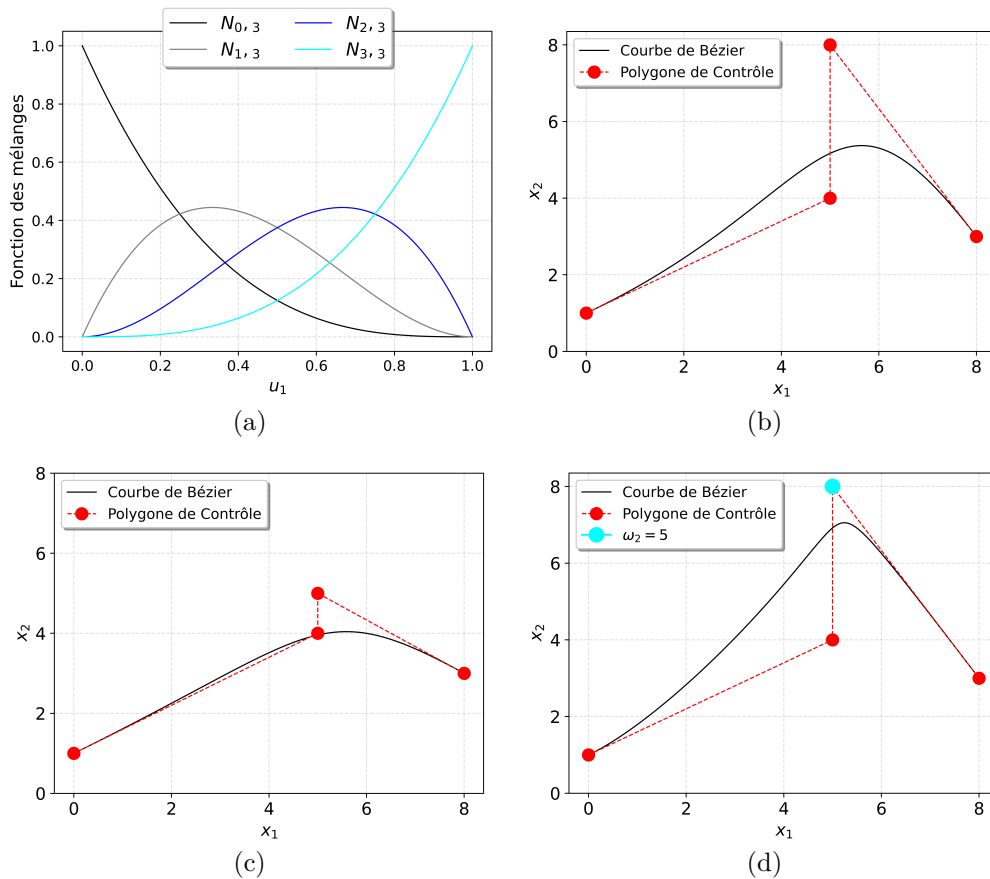 N0,3 N2,3
N1,3 N3,3
Fonction des mélanges
1.0
0.8
0.6
0.4
0.2
0.0
0.0 0.2 0.4 0.6 0.8 1.0
u1
(a)
Courbe de Bézier
Polygone de Contrôle
x2
8
6
4
2
0
0 2 4 6 8
x1
(b)
Courbe de Bézier
Polygone de Contrôle
x2
8
6
4
2
0
0 2 4 6 8
x1
(c)
Courbe de Bézier
Polygone de Contrôle
ω2 = 5
x2
8
6
4
2
0
0 2 4 6 8
x1
(d)